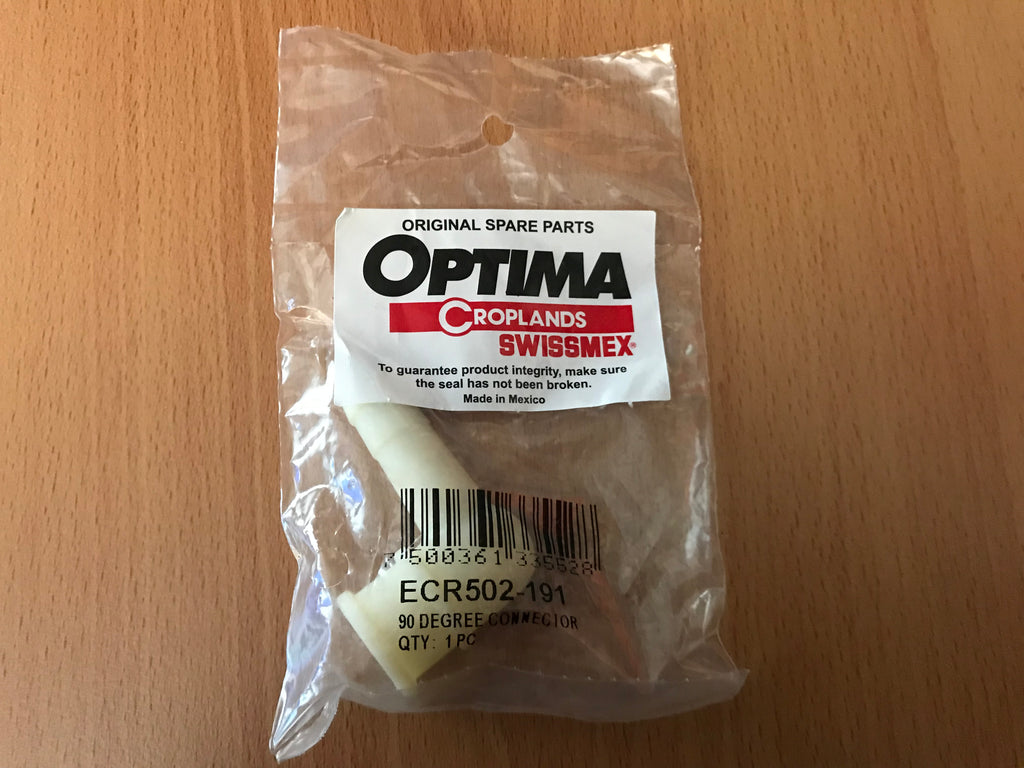 ORIGINAL SPARE PARTS
OPTIMA
CROPLANDS
SWISSMEX®
To guarantee product integrity, make sure
the seal has not been broken.
Made in Mexico
7 500361 335528
ECR502-191
90 DEGREE CONNECTOR
QTY: 1 PC